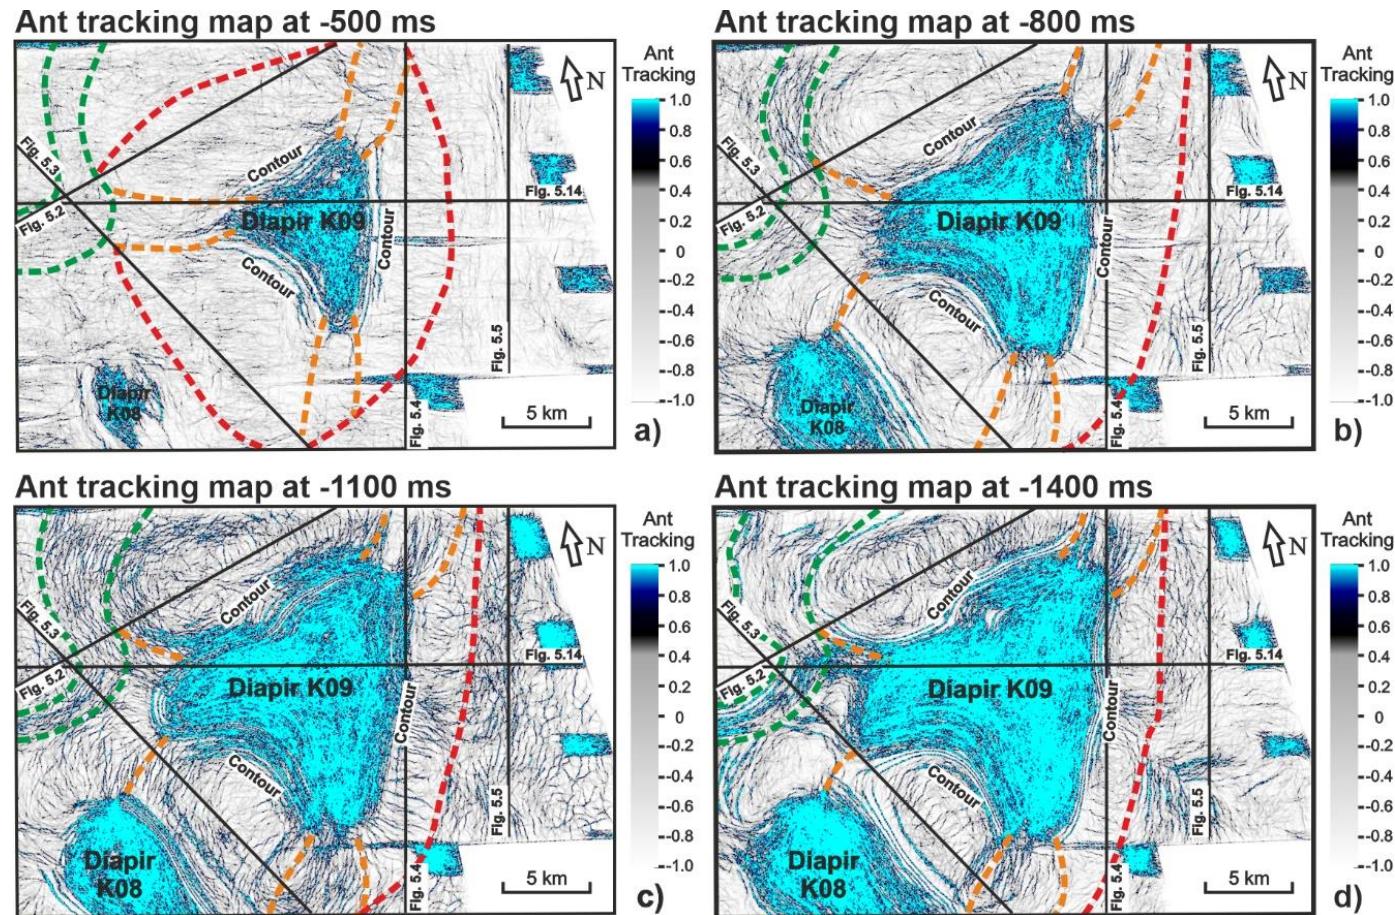 Ant tracking map at -500 ms
Ant
Tracking
N
1.0
0.8
0.6
0.4
0.2
0
-0.2
-0.4
-0.6
-0.8
-1.0
Fig. 5.3
Fig. 5.2
Contour
Diapir K09
Contour
Contour
Fig. 5.14
Fig. 5.5
Fig. 5.4
Diapir
K08
5 km
a)
Ant tracking map at -800 ms
Ant
Tracking
N
1.0
0.8
0.6
0.4
0.2
0
-0.2
-0.4
-0.6
-0.8
-1.0
Fig. 5.3
Fig. 5.2
Contour
Diapir K09
Contour
Contour
Fig. 5.14
Fig. 5.5
Fig. 5.4
Diapir
K08
5 km
b)
Ant tracking map at -1100 ms
Ant
Tracking
N
1.0
0.8
0.6
0.4
0.2
0
-0.2
-0.4
-0.6
-0.8
-1.0
Fig. 5.3
Fig. 5.2
Contour
Diapir K09
Contour
Contour
Fig. 5.14
Fig. 5.5
Fig. 5.4
Diapir
K08
5 km
c)
Ant tracking map at -1400 ms
Ant
Tracking
N
1.0
0.8
0.6
0.4
0.2
0
-0.2
-0.4
-0.6
-0.8
-1.0
Fig. 5.3
Fig. 5.2
Contour
Diapir K09
Contour
Contour
Fig. 5.14
Fig. 5.5
Fig. 5.4
Diapir
K08
5 km
d)